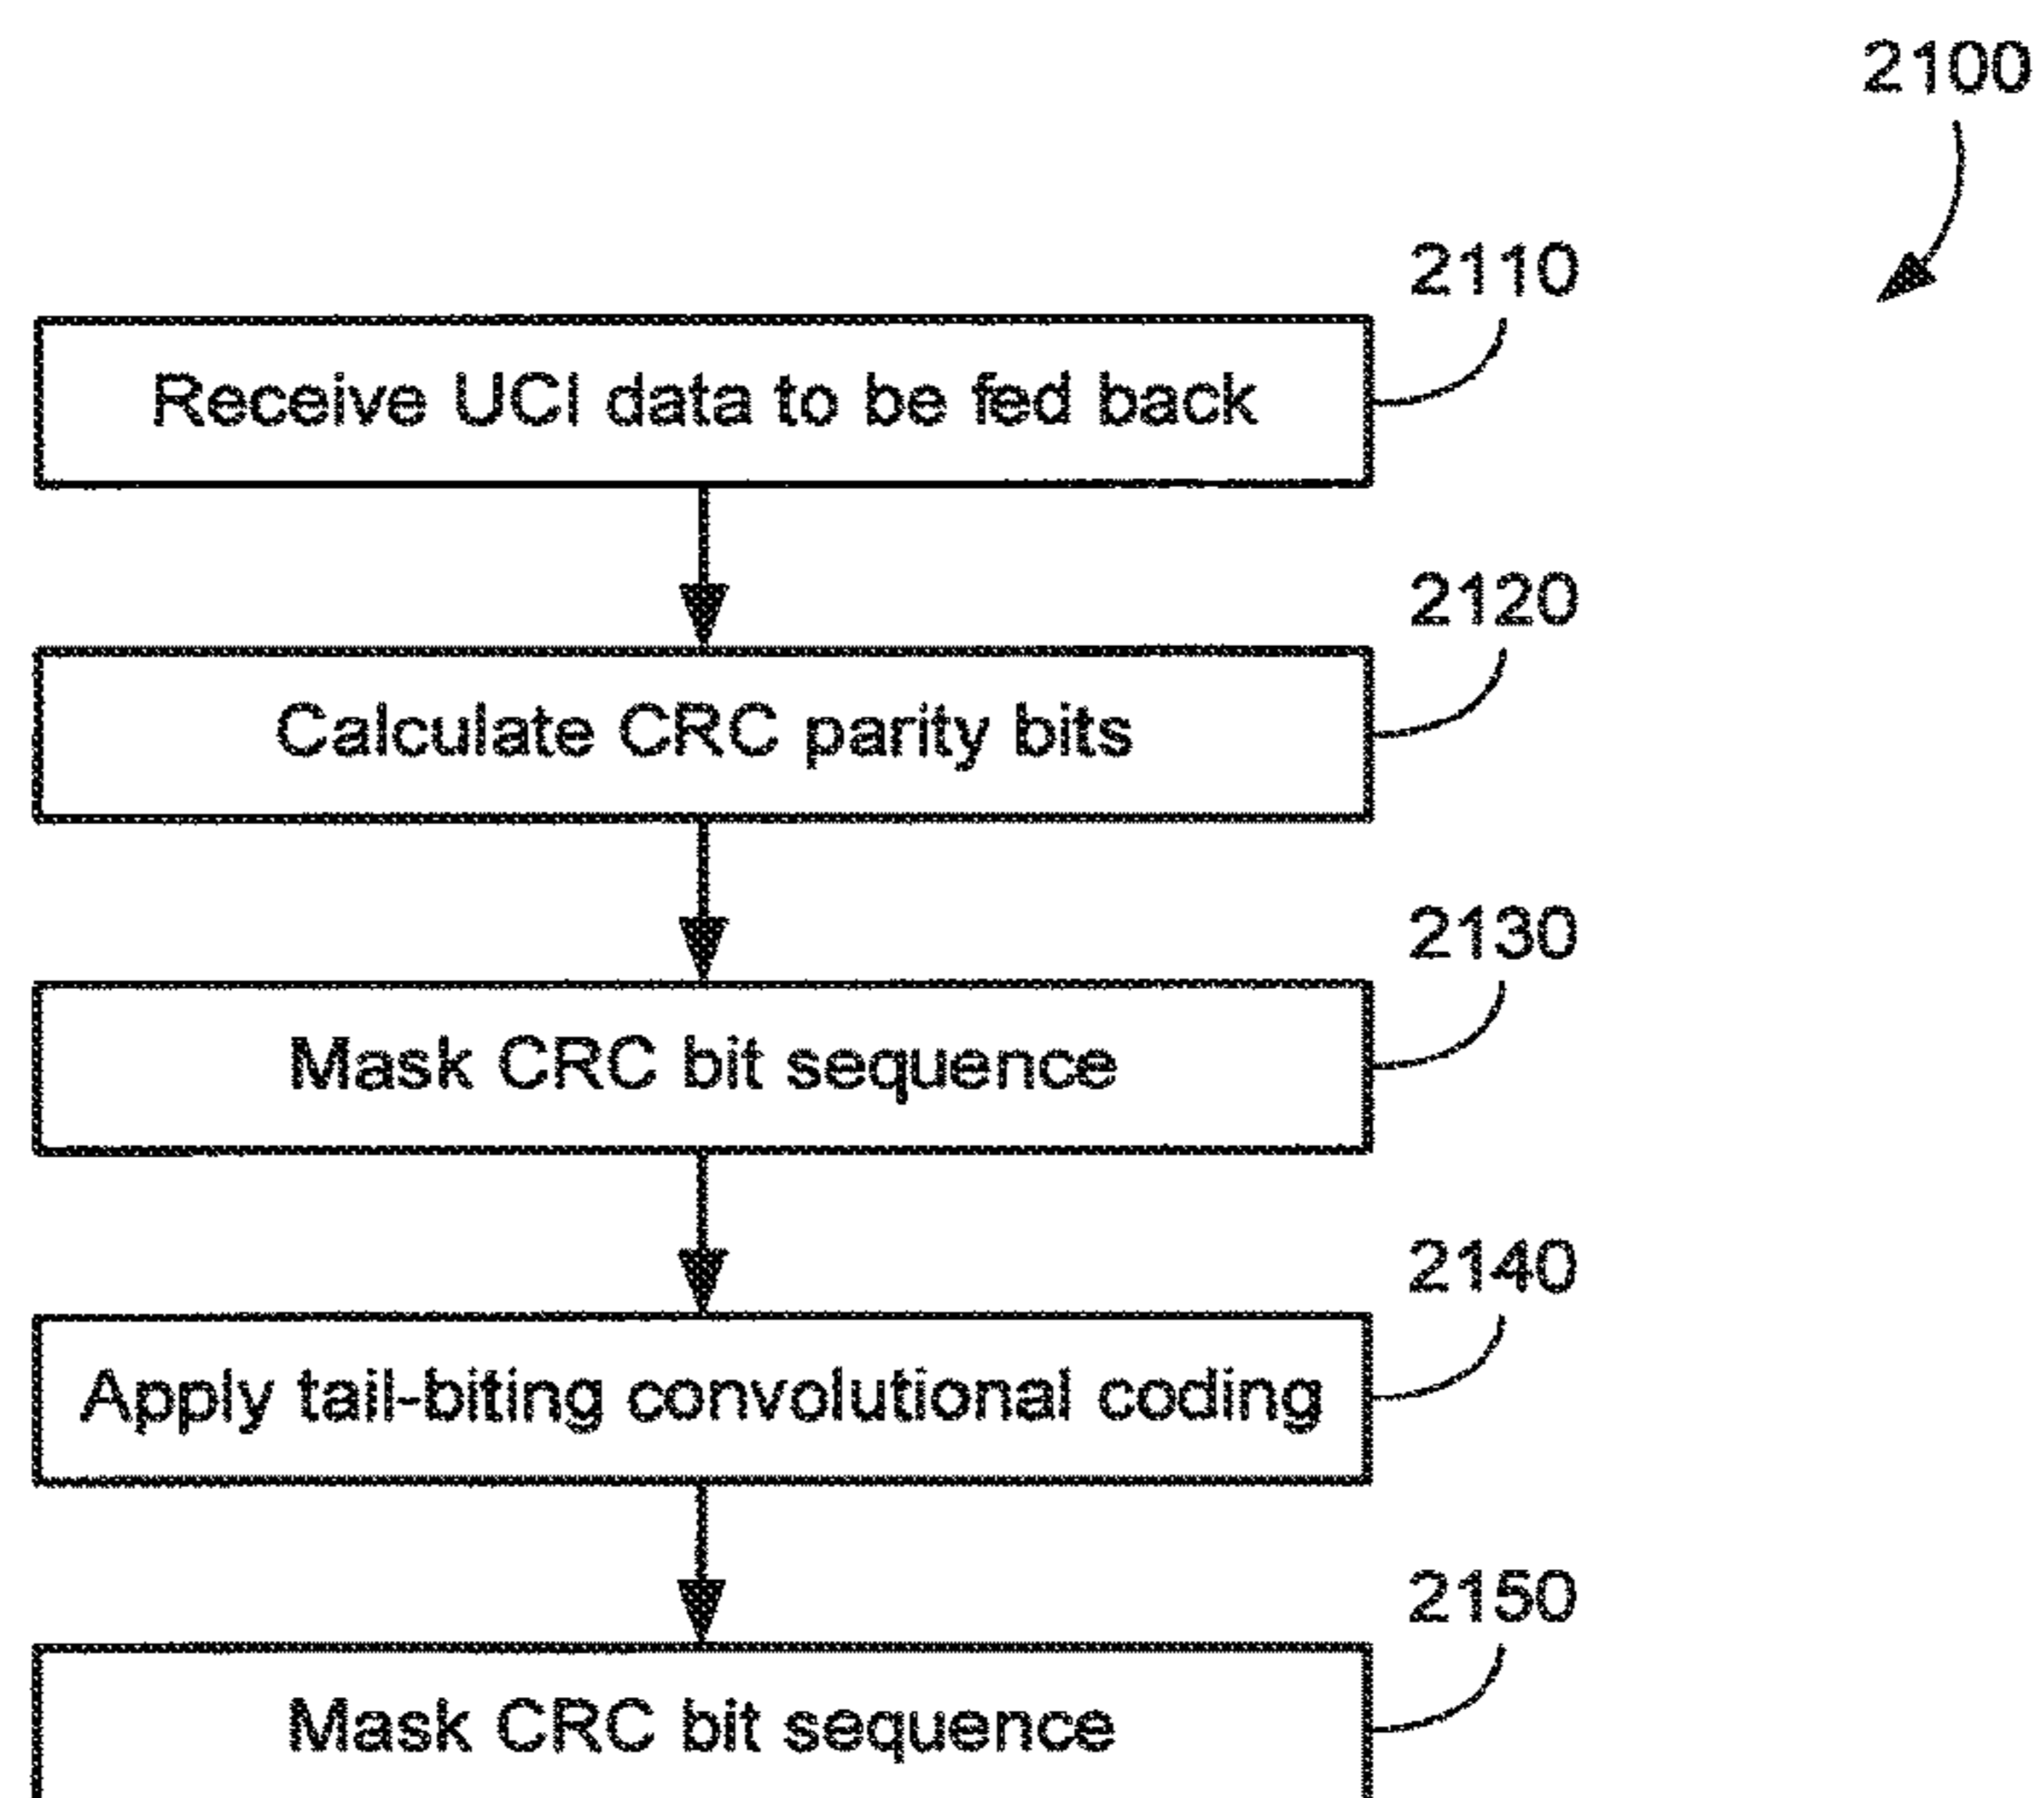 2100
2110
Receive UCI data to be fed back
2120
Calculate CRC parity bits
2130
Mask CRC bit sequence
2140
Apply tail-biting convolutional coding
2150
Mask CRC bit sequence